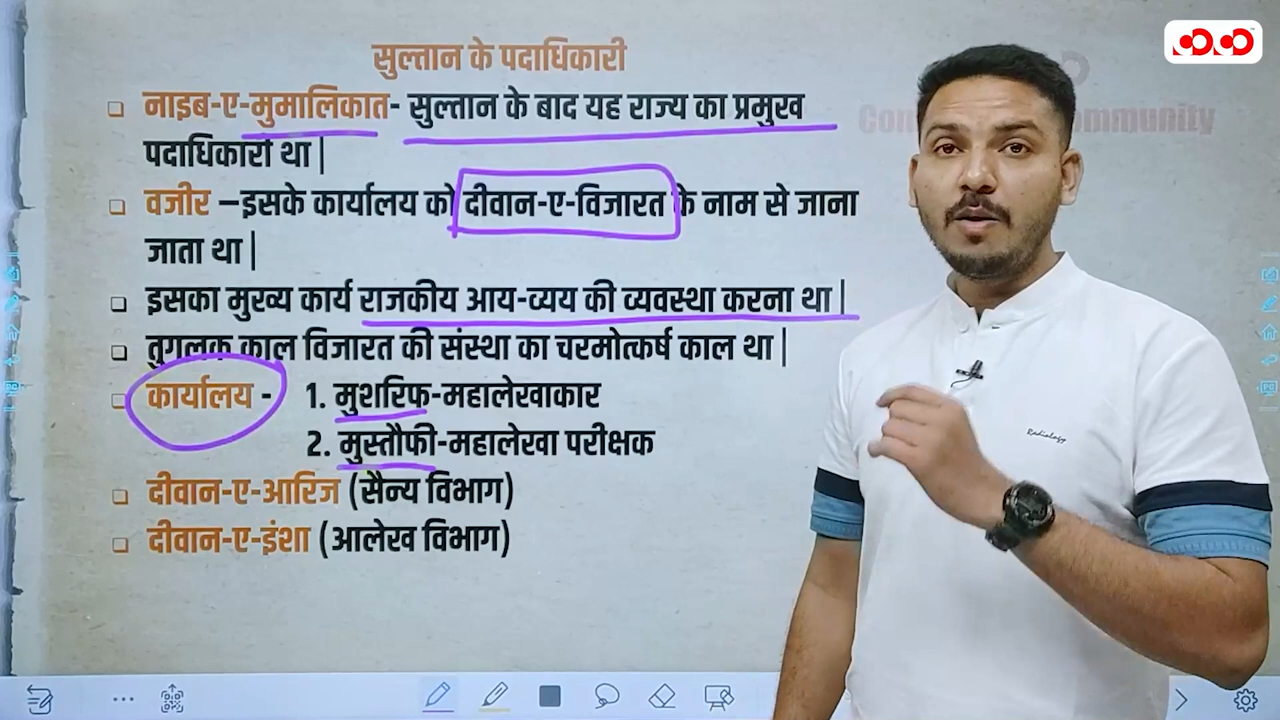 सुल्तान के पदाधिकारी
❑ नाइब-ए-मुमालिकात- सुल्तान के बाद यह राज्य का प्रमुख
पदाधिकारी था |
❑ वजीर –इसके कार्यालय को दीवान-ए-विजारत के नाम से जाना
जाता था |
❑ इसका मुख्य कार्य राजकीय आय-व्यय की व्यवस्था करना था |
❑ तुगलक काल विजारत की संस्था का चरमोत्कर्ष काल था |
❑ कार्यालय - 1. मुशरिफ-महालेखाकार
2. मुस्तौफी-महालेखा परीक्षक
❑ दीवान-ए-आरिज (सैन्य विभाग)
❑ दीवान-ए-इंशा (आलेख विभाग)
Radiology